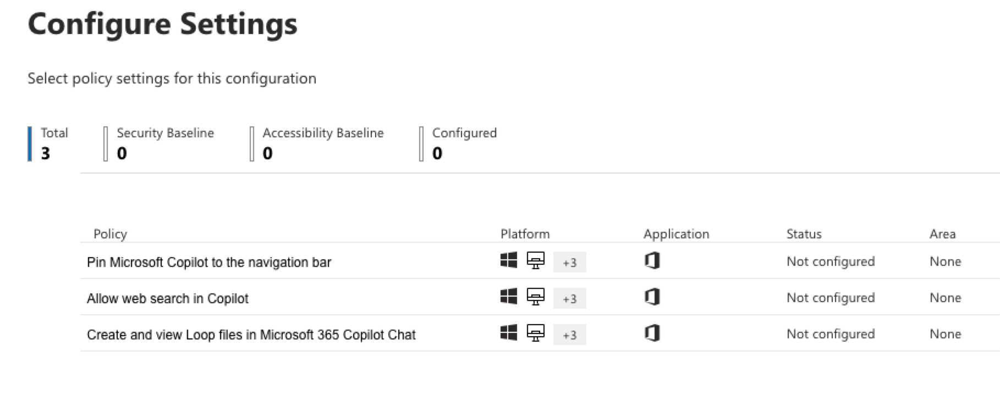 Configure Settings
Select policy settings for this configuration
Total Security Baseline Accessibility Baseline Configured
3 0 0 0
Policy Platform Application Status Area
Pin Microsoft Copilot to the navigation bar +3 Not configured None
Allow web search in Copilot +3 Not configured None
Create and view Loop files in Microsoft 365 Copilot Chat +3 Not configured None